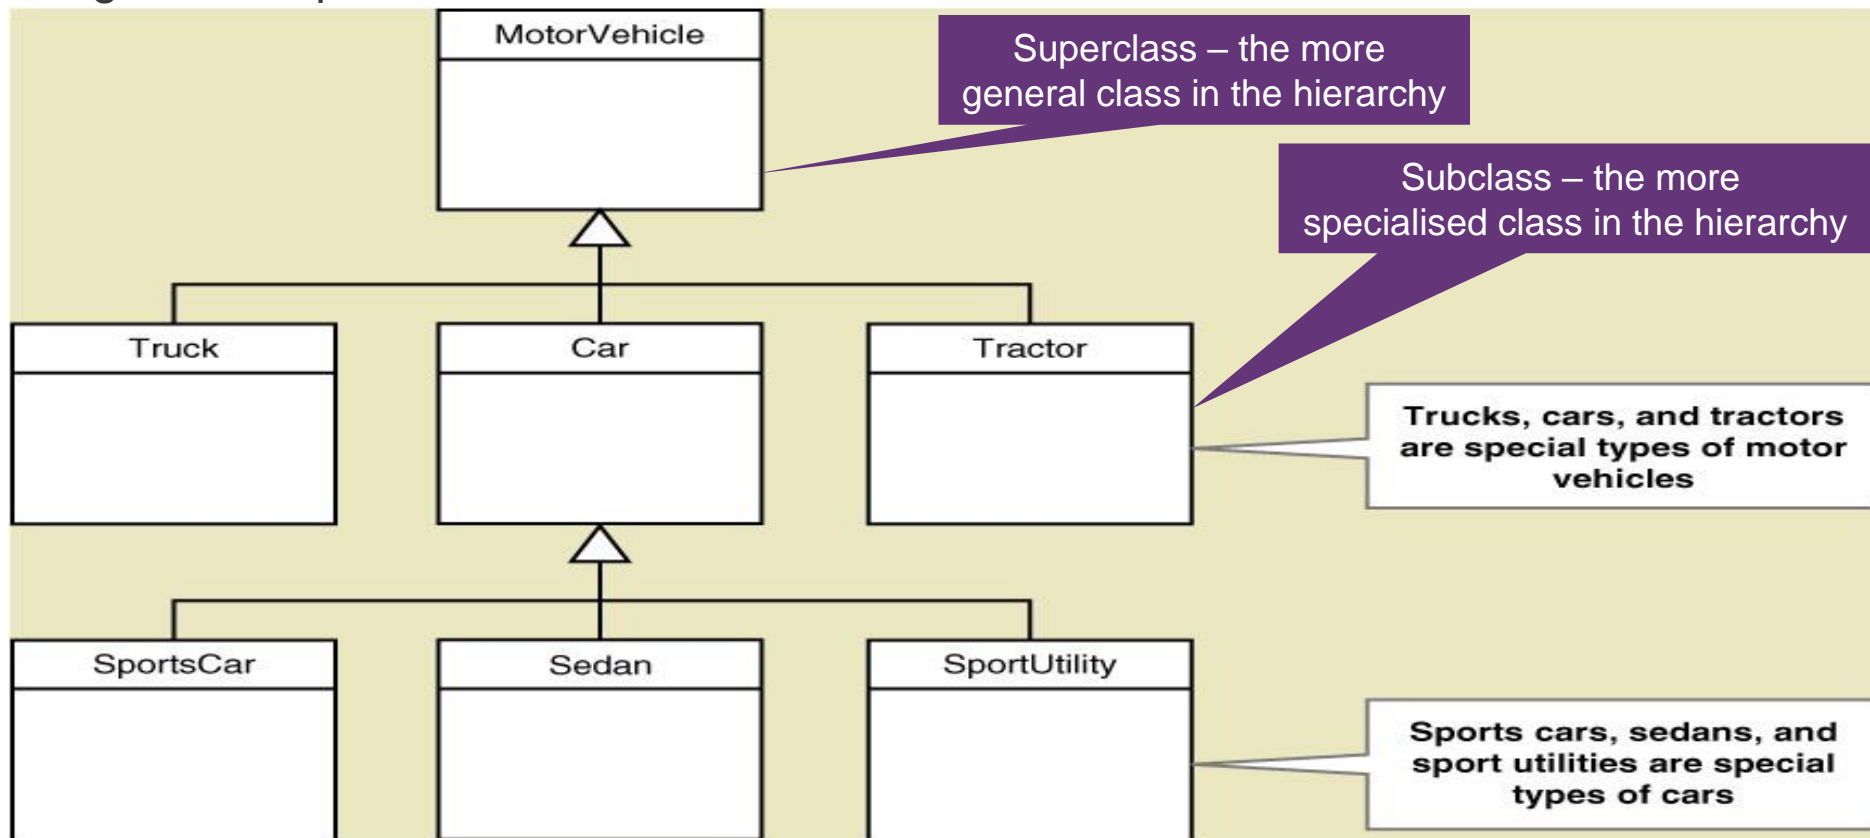 MotorVehicle
Superclass – the more
general class in the hierarchy
Subclass – the more
specialised class in the hierarchy
Truck
Car
Tractor
Trucks, cars, and tractors
are special types of motor
vehicles
SportsCar
Sedan
SportUtility
Sports cars, sedans, and
sport utilities are special
types of cars